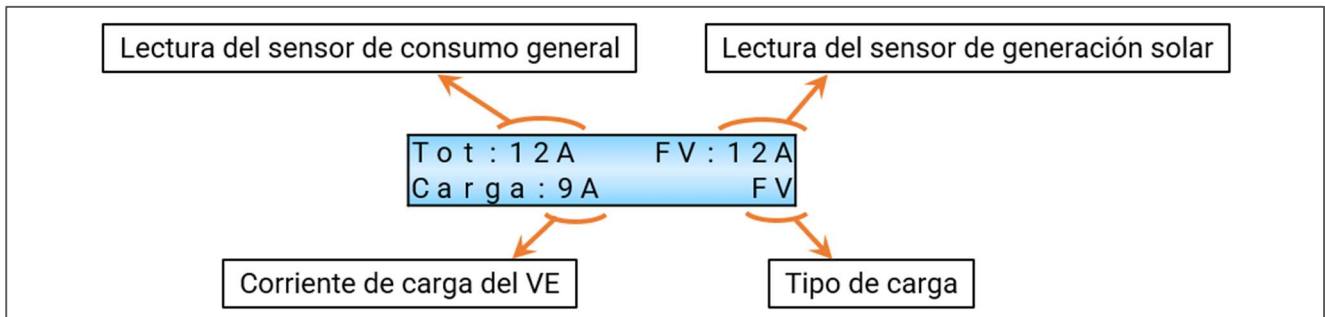 Lectura del sensor de consumo general
Lectura del sensor de generación solar
Tot:12A FV:12A
Carga:9A FV
Corriente de carga del VE
Tipo de carga